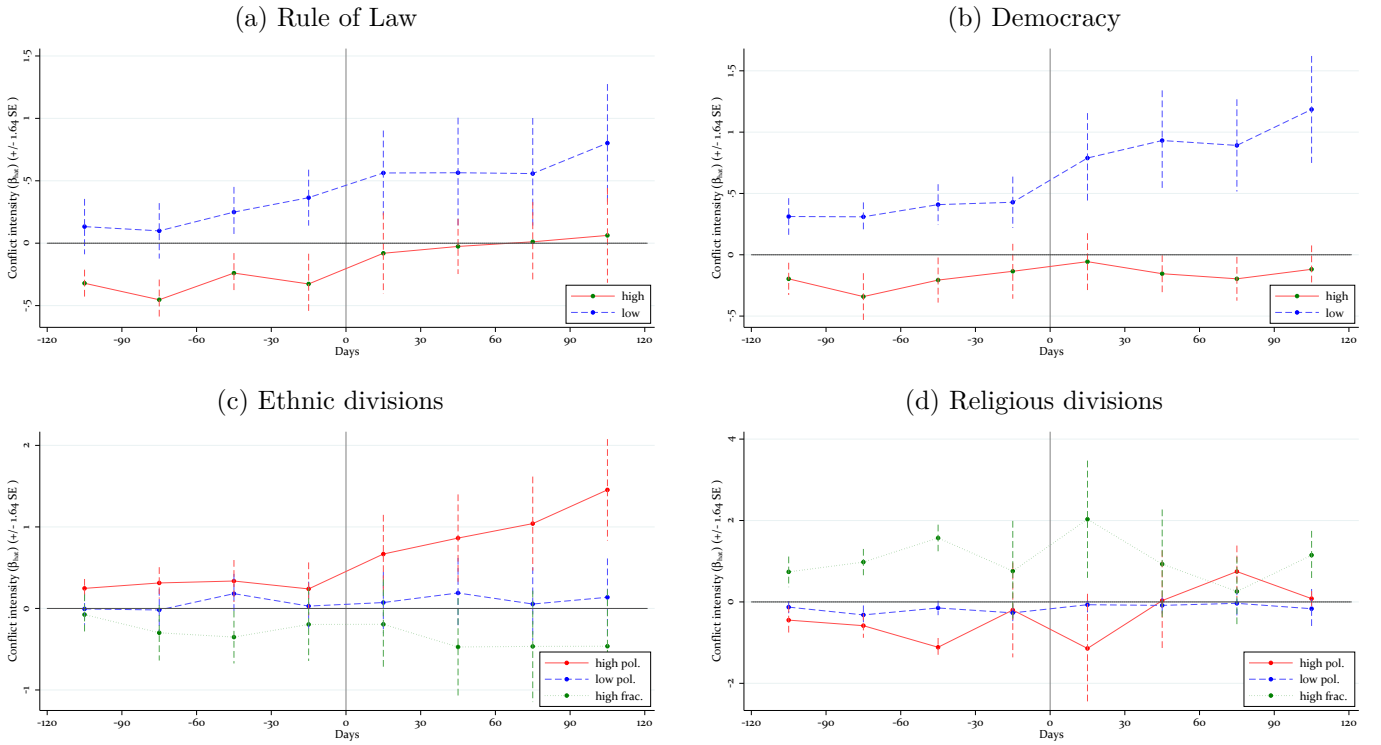 (a) Rule of Law
Conflict intensity (βhat) (+/- 1.64 SE )
1.5
1
.5
0
-.5
high
low
-120 -90 -60 -30 0 30 60 90 120
Days
(b) Democracy
Conflict intensity (βhat) (+/- 1.64 SE )
1.5
1
.5
0
-.5
high
low
-120 -90 -60 -30 0 30 60 90 120
Days
(c) Ethnic divisions
Conflict intensity (βhat) (+/- 1.64 SE )
2
1
0
-1
high pol.
low pol.
high frac.
-120 -90 -60 -30 0 30 60 90 120
Days
(d) Religious divisions
Conflict intensity (βhat) (+/- 1.64 SE )
4
2
0
-2
high pol.
low pol.
high frac.
-120 -90 -60 -30 0 30 60 90 120
Days